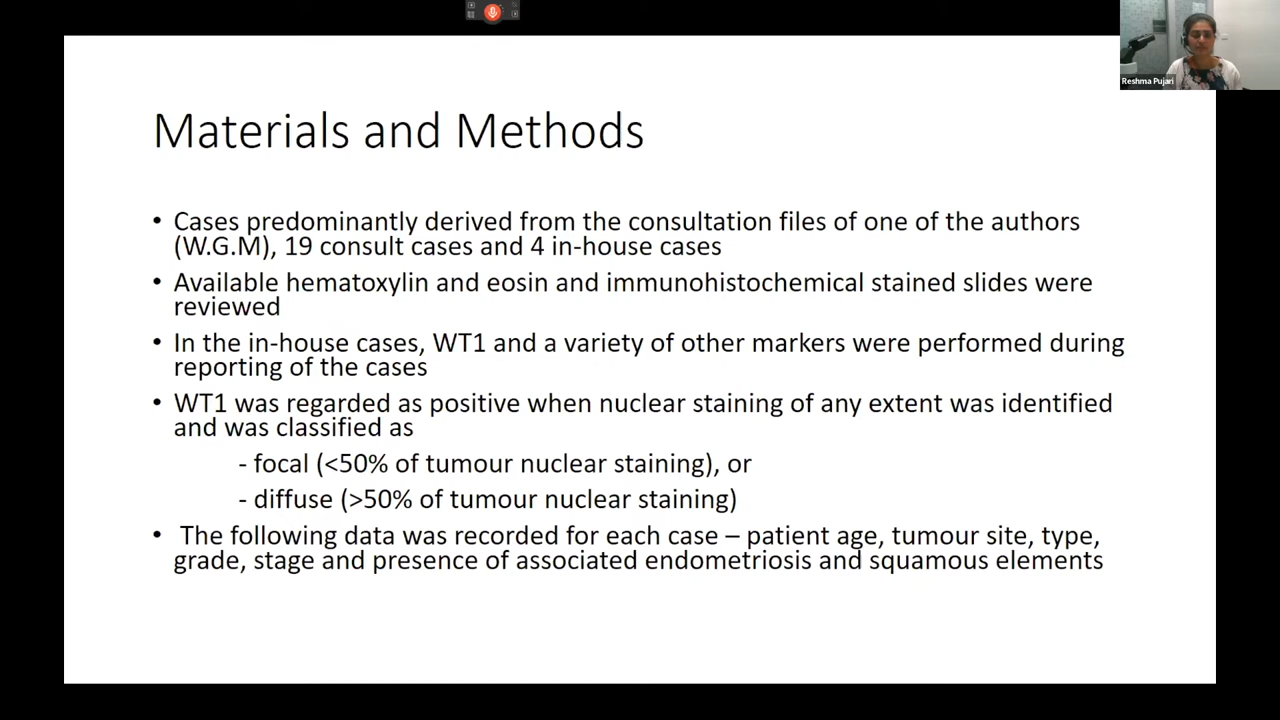 Reshma Pujari
Materials and Methods
• Cases predominantly derived from the consultation files of one of the authors
(W.G.M), 19 consult cases and 4 in-house cases
• Available hematoxylin and eosin and immunohistochemical stained slides were
reviewed
• In the in-house cases, WT1 and a variety of other markers were performed during
reporting of the cases
• WT1 was regarded as positive when nuclear staining of any extent was identified
and was classified as
- focal (<50% of tumour nuclear staining), or
- diffuse (>50% of tumour nuclear staining)
• The following data was recorded for each case – patient age, tumour site, type,
grade, stage and presence of associated endometriosis and squamous elements